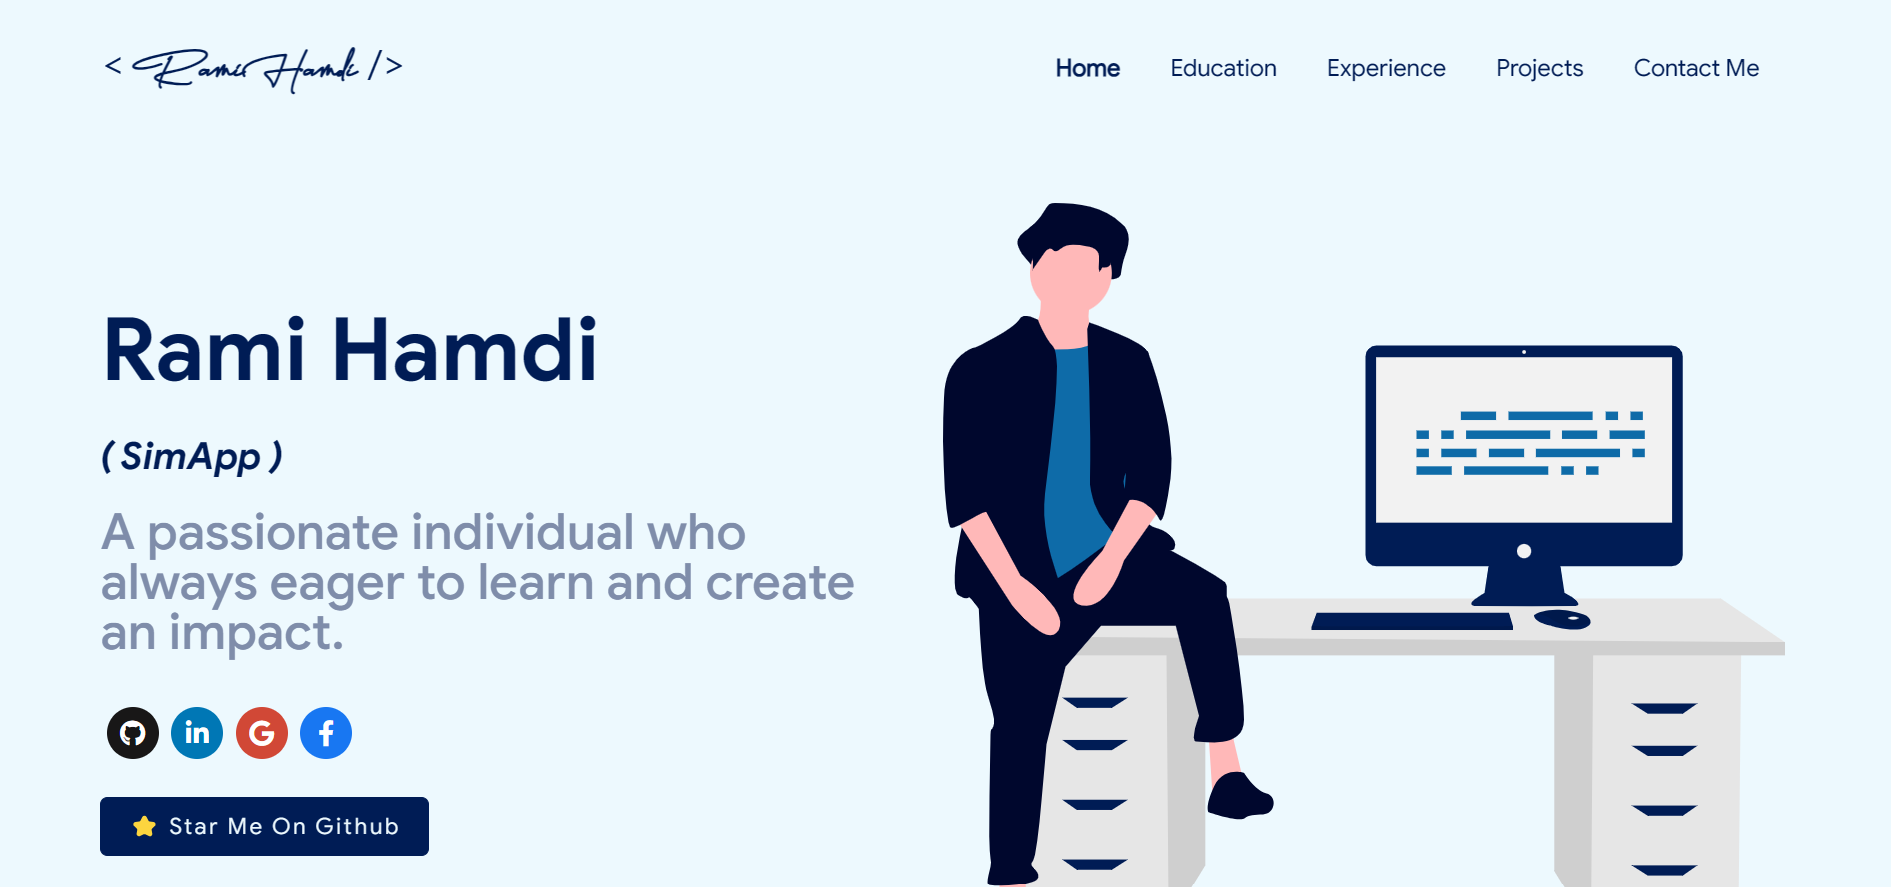 < Rami Hamdi />
Home Education Experience Projects Contact Me
Rami Hamdi
( SimApp )
A passionate individual who
always eager to learn and create
an impact.
in G f
Star Me On Github